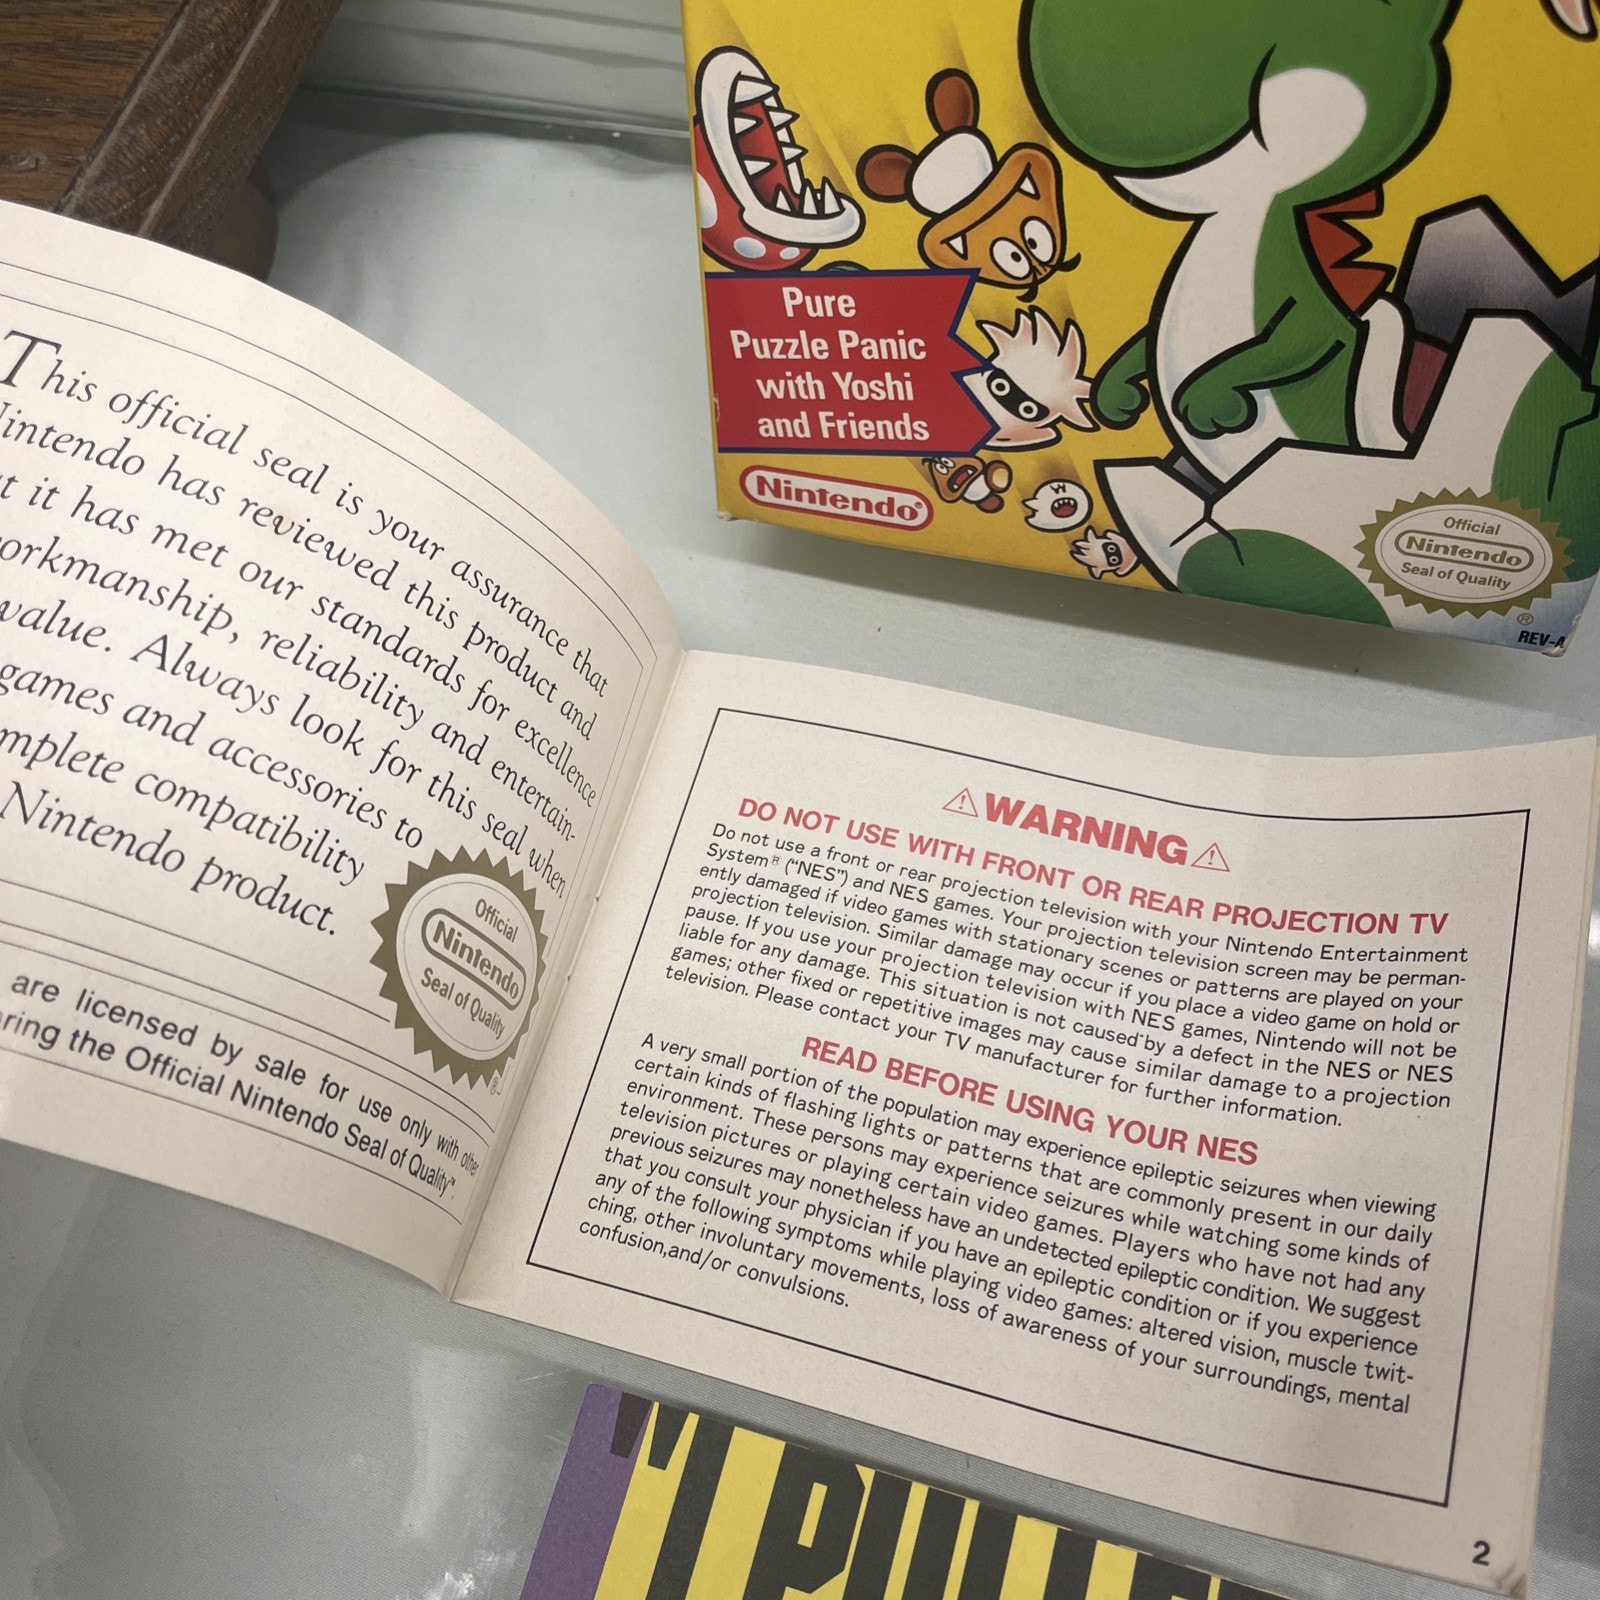 Pure
Puzzle Panic
with Yoshi
and Friends
Nintendo®
Official
Nintendo
Seal of Quality
®
REV-A
This official seal is your assurance that
Nintendo has reviewed this product and
it has met our standards for excellence
workmanship, reliability and entertain-
value. Always look for this seal when
games and accessories to
complete compatibility
Nintendo product.
Official
Nintendo
Seal of Quality
®
are licensed by sale for use only with other
the Official Nintendo Seal of Quality™.
⚠WARNING⚠
DO NOT USE WITH FRONT OR REAR PROJECTION TV
Do not use a front or rear projection television with your Nintendo Entertainment
System® ("NES") and NES games. Your projection television screen may be perman-
ently damaged if video games with stationary scenes or patterns are played on your
projection television. Similar damage may occur if you place a video game on hold or
pause. If you use your projection television with NES games, Nintendo will not be
liable for any damage. This situation is not caused by a defect in the NES or NES
games; other fixed or repetitive images may cause similar damage to a projection
television. Please contact your TV manufacturer for further information.
READ BEFORE USING YOUR NES
A very small portion of the population may experience epileptic seizures when viewing
certain kinds of flashing lights or patterns that are commonly present in our daily
environment. These persons may experience seizures while watching some kinds of
television pictures or playing certain video games. Players who have not had any
previous seizures may nonetheless have an undetected epileptic condition. We suggest
that you consult your physician if you have an epileptic condition or if you experience
any of the following symptoms while playing video games: altered vision, muscle twit-
ching, other involuntary movements, loss of awareness of your surroundings, mental
confusion,and/or convulsions.
2